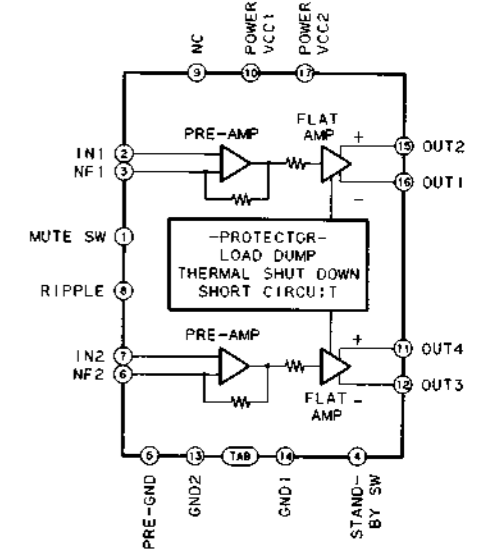 NC
POWER
VCC1
POWER
VCC2
9
10
17
FLAT
AMP
PRE-AMP
+
IN1 2
15 OUT2
NF1 3
16 OUT1
-
MUTE SW 1
-PROTECTOR-
LOAD DUMP
THERMAL SHUT DOWN
SHORT CIRCUIT
RIPPLE 8
PRE-AMP
+
IN2 7
11 OUT4
NF2 6
12 OUT3
FLAT -
AMP
5
13
TAB
14
4
PRE-GND
GND2
GND1
STAND-
BY SW